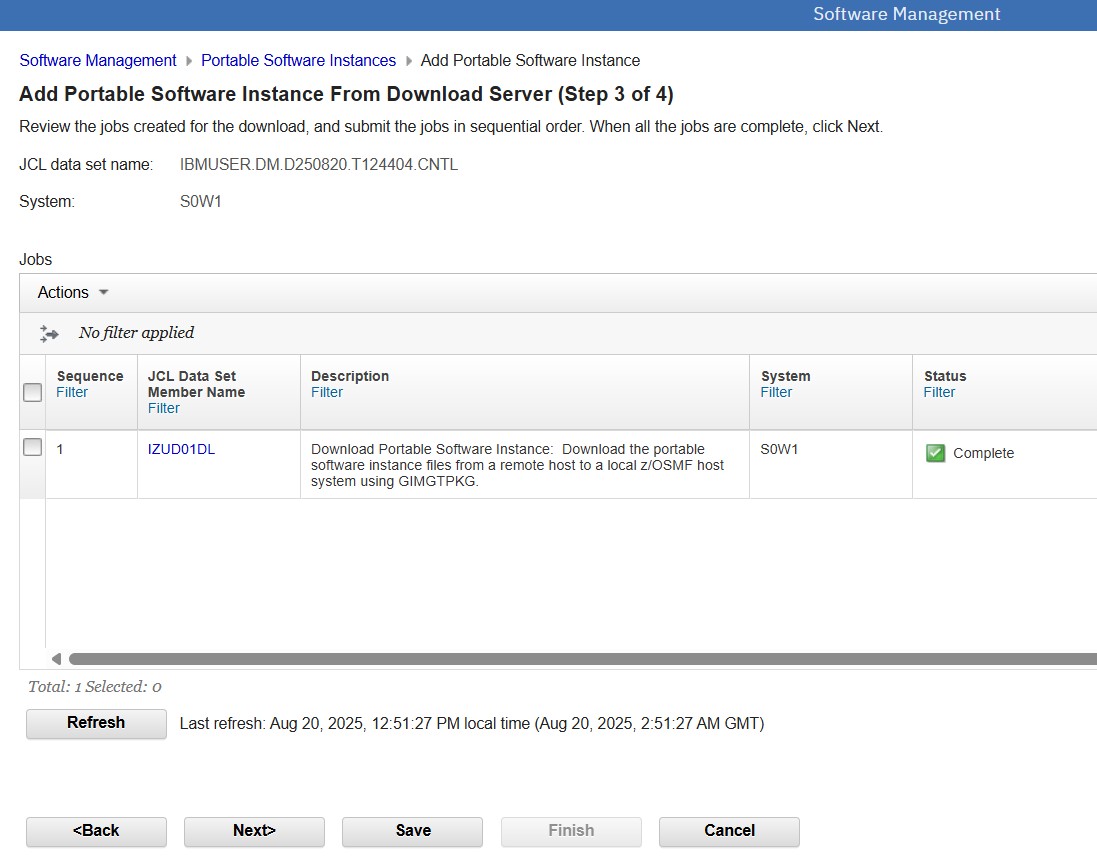 Software Management
Software Management Portable Software Instances Add Portable Software Instance
Add Portable Software Instance From Download Server (Step 3 of 4)
Review the jobs created for the download, and submit the jobs in sequential order. When all the jobs are complete, click Next.
JCL data set name: IBMUSER.DM.D250820.T124404.CNTL
System: S0W1
Jobs
Actions
No filter applied
Sequence
Filter
JCL Data Set
Member Name
Filter
Description
Filter
System
Filter
Status
Filter
1
IZUD01DL
Download Portable Software Instance: Download the portable
software instance files from a remote host to a local z/OSMF host
system using GIMGTPKG.
S0W1
Complete
Total: 1 Selected: 0
Refresh Last refresh: Aug 20, 2025, 12:51:27 PM local time (Aug 20, 2025, 2:51:27 AM GMT)
<Back Next> Save Finish Cancel